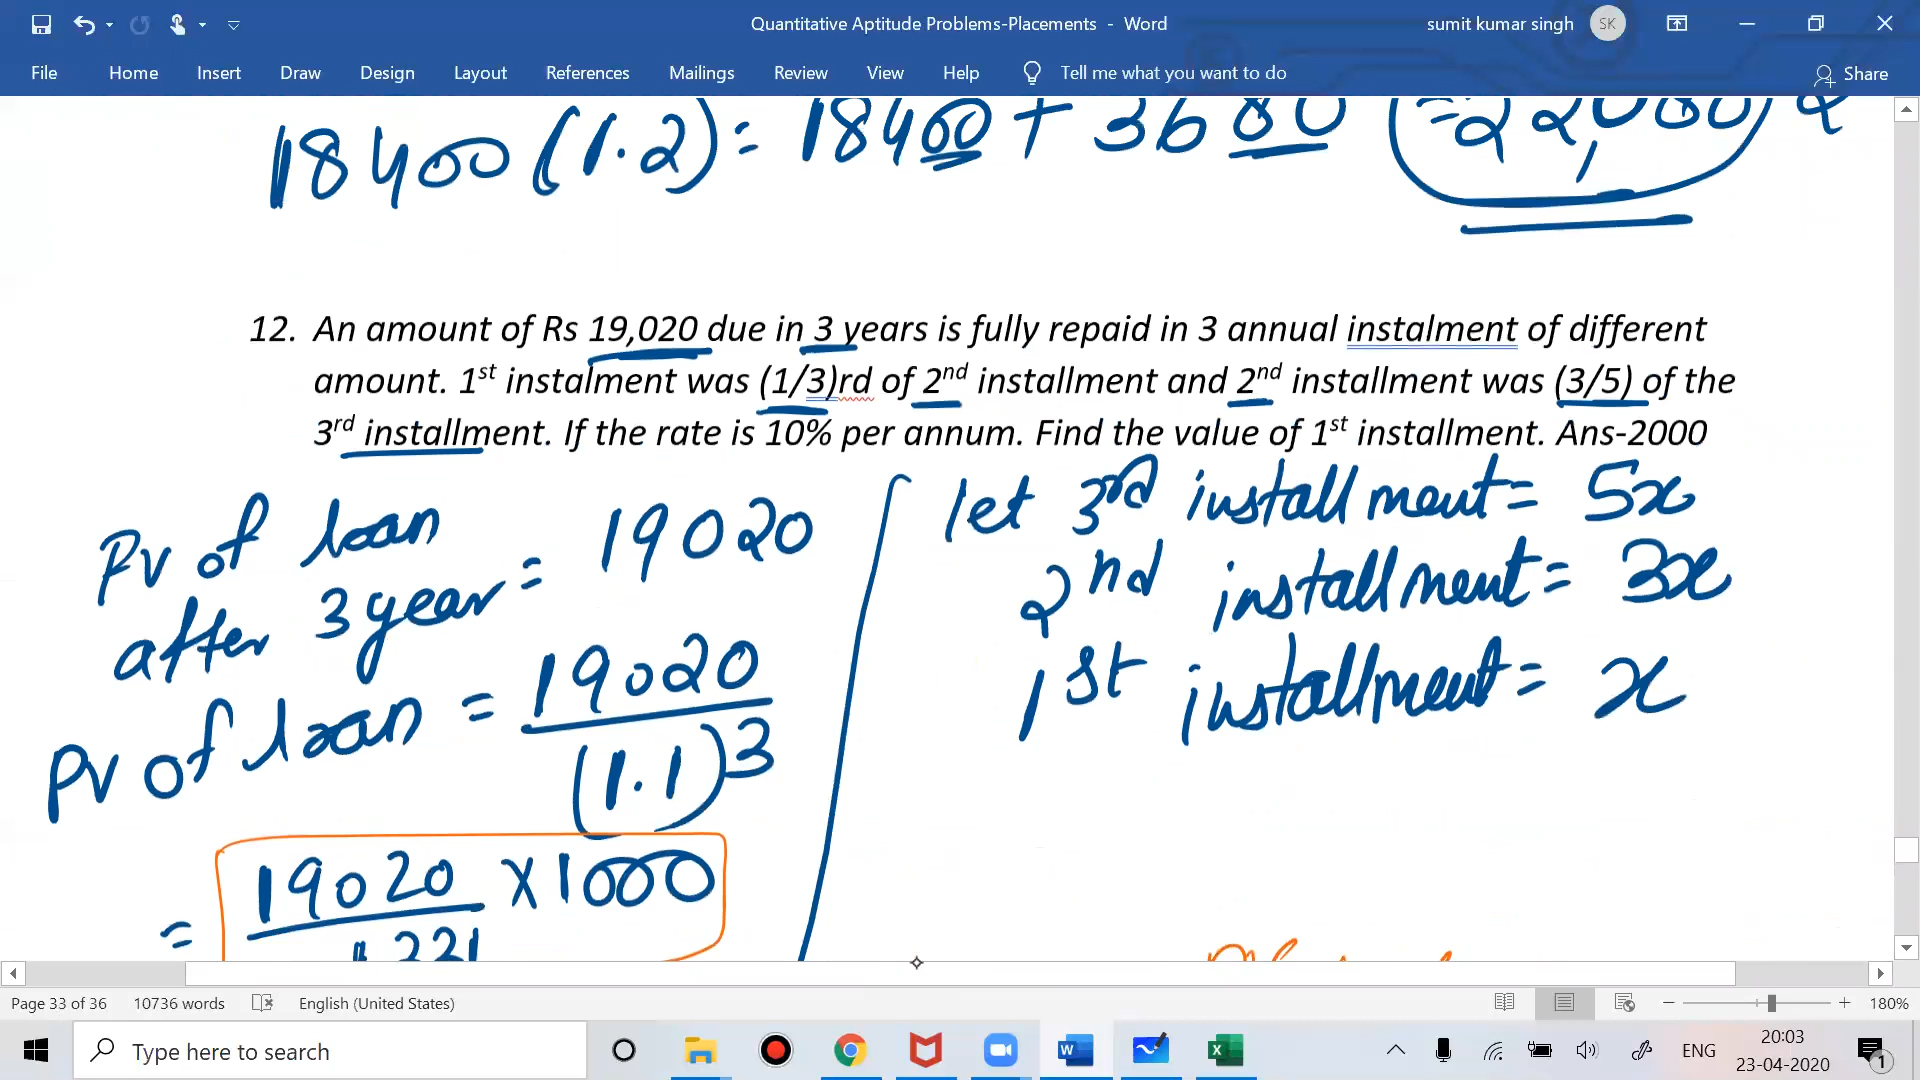 Quantitative Aptitude Problems-Placements - Word
sumit kumar singh
SK
File Home Insert Draw Design Layout References Mailings Review View Help Tell me what you want to do Share
18400 (1.2) = 18400 + 3680 = 22,080
12. An amount of Rs 19,020 due in 3 years is fully repaid in 3 annual instalment of different
amount. 1st instalment was (1/3)rd of 2nd installment and 2nd installment was (3/5) of the
3rd installment. If the rate is 10% per annum. Find the value of 1st installment. Ans-2000
PV of loan
after 3 year = 19020
PV of loan = 19020 / (1.1)3
= 19020 x 1000
1331
let 3rd installment = 5x
2nd installment = 3x
1st installment = x
Page 33 of 36 10736 words English (United States) 180%
Type here to search
ENG
20:03
23-04-2020
1